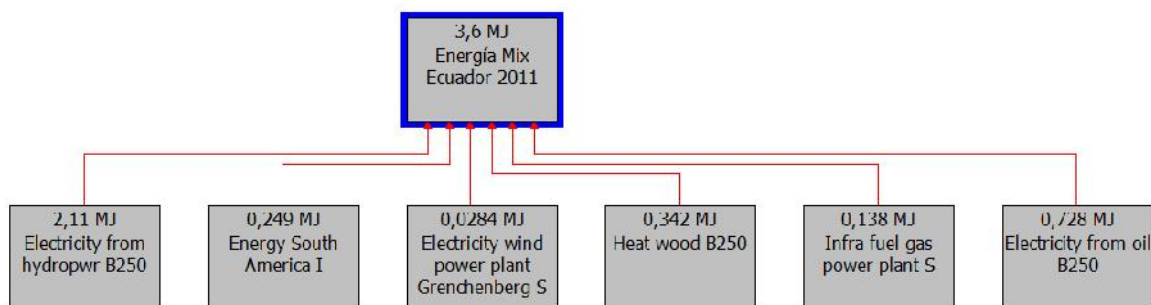 3,6 MJ
Energía Mix
Ecuador 2011
2,11 MJ
Electricity from
hydropwr B250
0,249 MJ
Energy South
America I
0,0284 MJ
Electricity wind
power plant
Grenchenberg S
0,342 MJ
Heat wood B250
0,138 MJ
Infra fuel gas
power plant S
0,728 MJ
Electricity from oil
B250